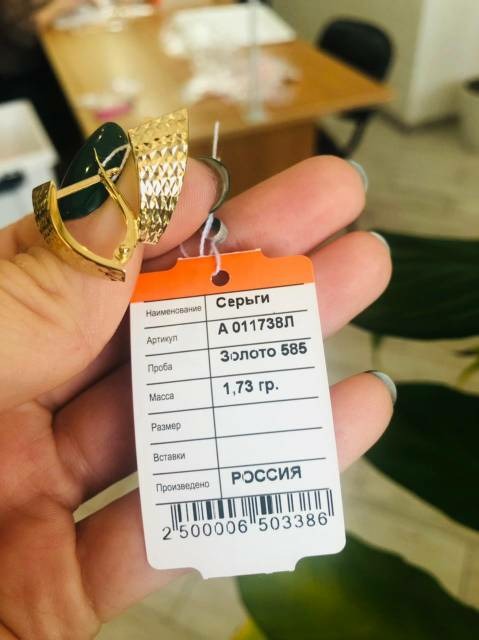 Наименование Серьги
Артикул А 011738Л
Проба Золото 585
Масса 1,73 гр.
Размер
Вставки
Произведено РОССИЯ
2 500006 503386